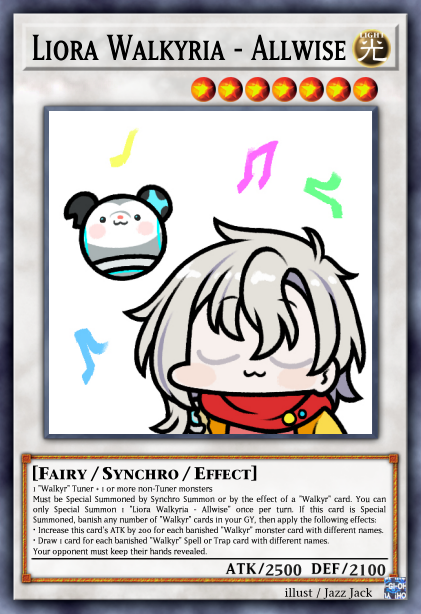 Liora Walkyria - Allwise
LIGHT
光
[Fairy / Synchro / Effect]
1 "Walkyr" Tuner + 1 or more non-Tuner monsters
Must be Special Summoned by Synchro Summon or by the effect of a "Walkyr" card. You can
only Special Summon 1 "Liora Walkyria - Allwise" once per turn. If this card is Special
Summoned, banish any number of "Walkyr" cards in your GY, then apply the following effects:
• Increase this card's ATK by 200 for each banished "Walkyr" monster card with different names.
• Draw 1 card for each banished "Walkyr" Spell or Trap card with different names.
Your opponent must keep their hands revealed.
ATK/2500 DEF/2100
illust / Jazz Jack